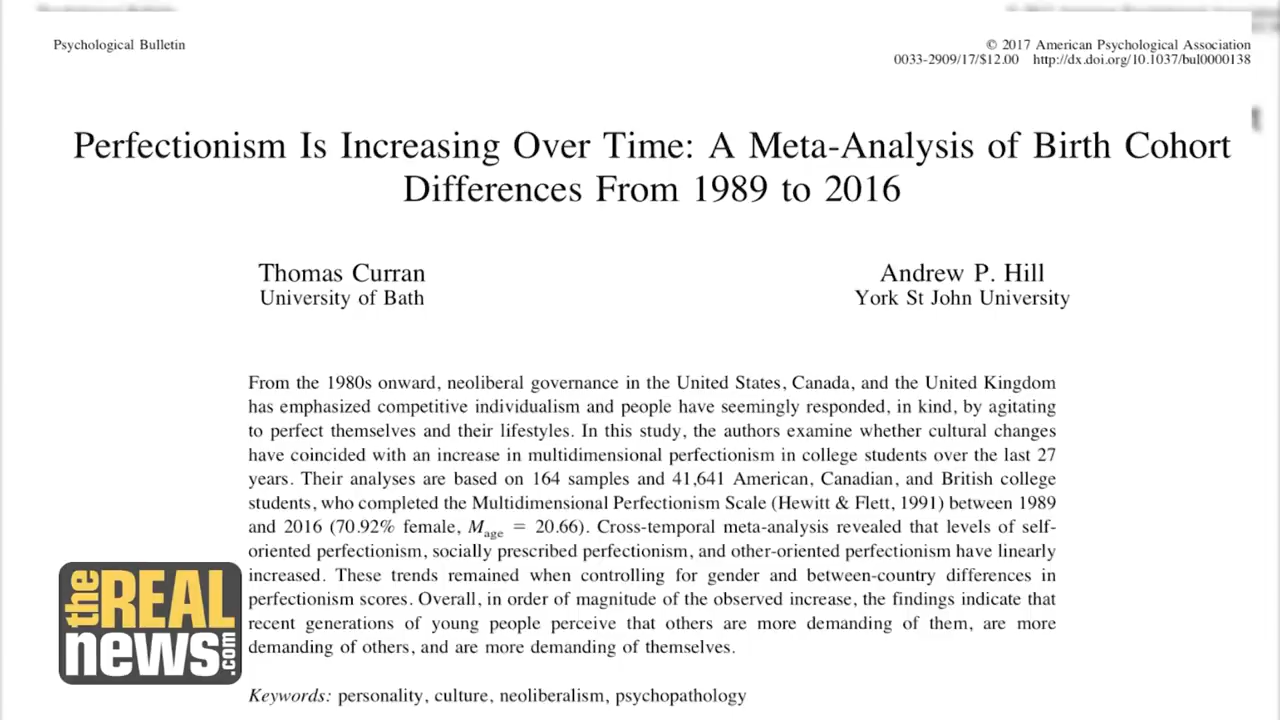 Psychological Bulletin
© 2017 American Psychological Association
0033-2909/17/$12.00 http://dx.doi.org/10.1037/bul0000138
Perfectionism Is Increasing Over Time: A Meta-Analysis of Birth Cohort
Differences From 1989 to 2016
Thomas Curran
University of Bath
Andrew P. Hill
York St John University
From the 1980s onward, neoliberal governance in the United States, Canada, and the United Kingdom
has emphasized competitive individualism and people have seemingly responded, in kind, by agitating
to perfect themselves and their lifestyles. In this study, the authors examine whether cultural changes
have coincided with an increase in multidimensional perfectionism in college students over the last 27
years. Their analyses are based on 164 samples and 41,641 American, Canadian, and British college
students, who completed the Multidimensional Perfectionism Scale (Hewitt & Flett, 1991) between 1989
and 2016 (70.92% female, Mage = 20.66). Cross-temporal meta-analysis revealed that levels of self-
oriented perfectionism, socially prescribed perfectionism, and other-oriented perfectionism have linearly
increased. These trends remained when controlling for gender and between-country differences in
perfectionism scores. Overall, in order of magnitude of the observed increase, the findings indicate that
recent generations of young people perceive that others are more demanding of them, are more
demanding of others, and are more demanding of themselves.
Keywords: personality, culture, neoliberalism, psychopathology
the REAL
news.com